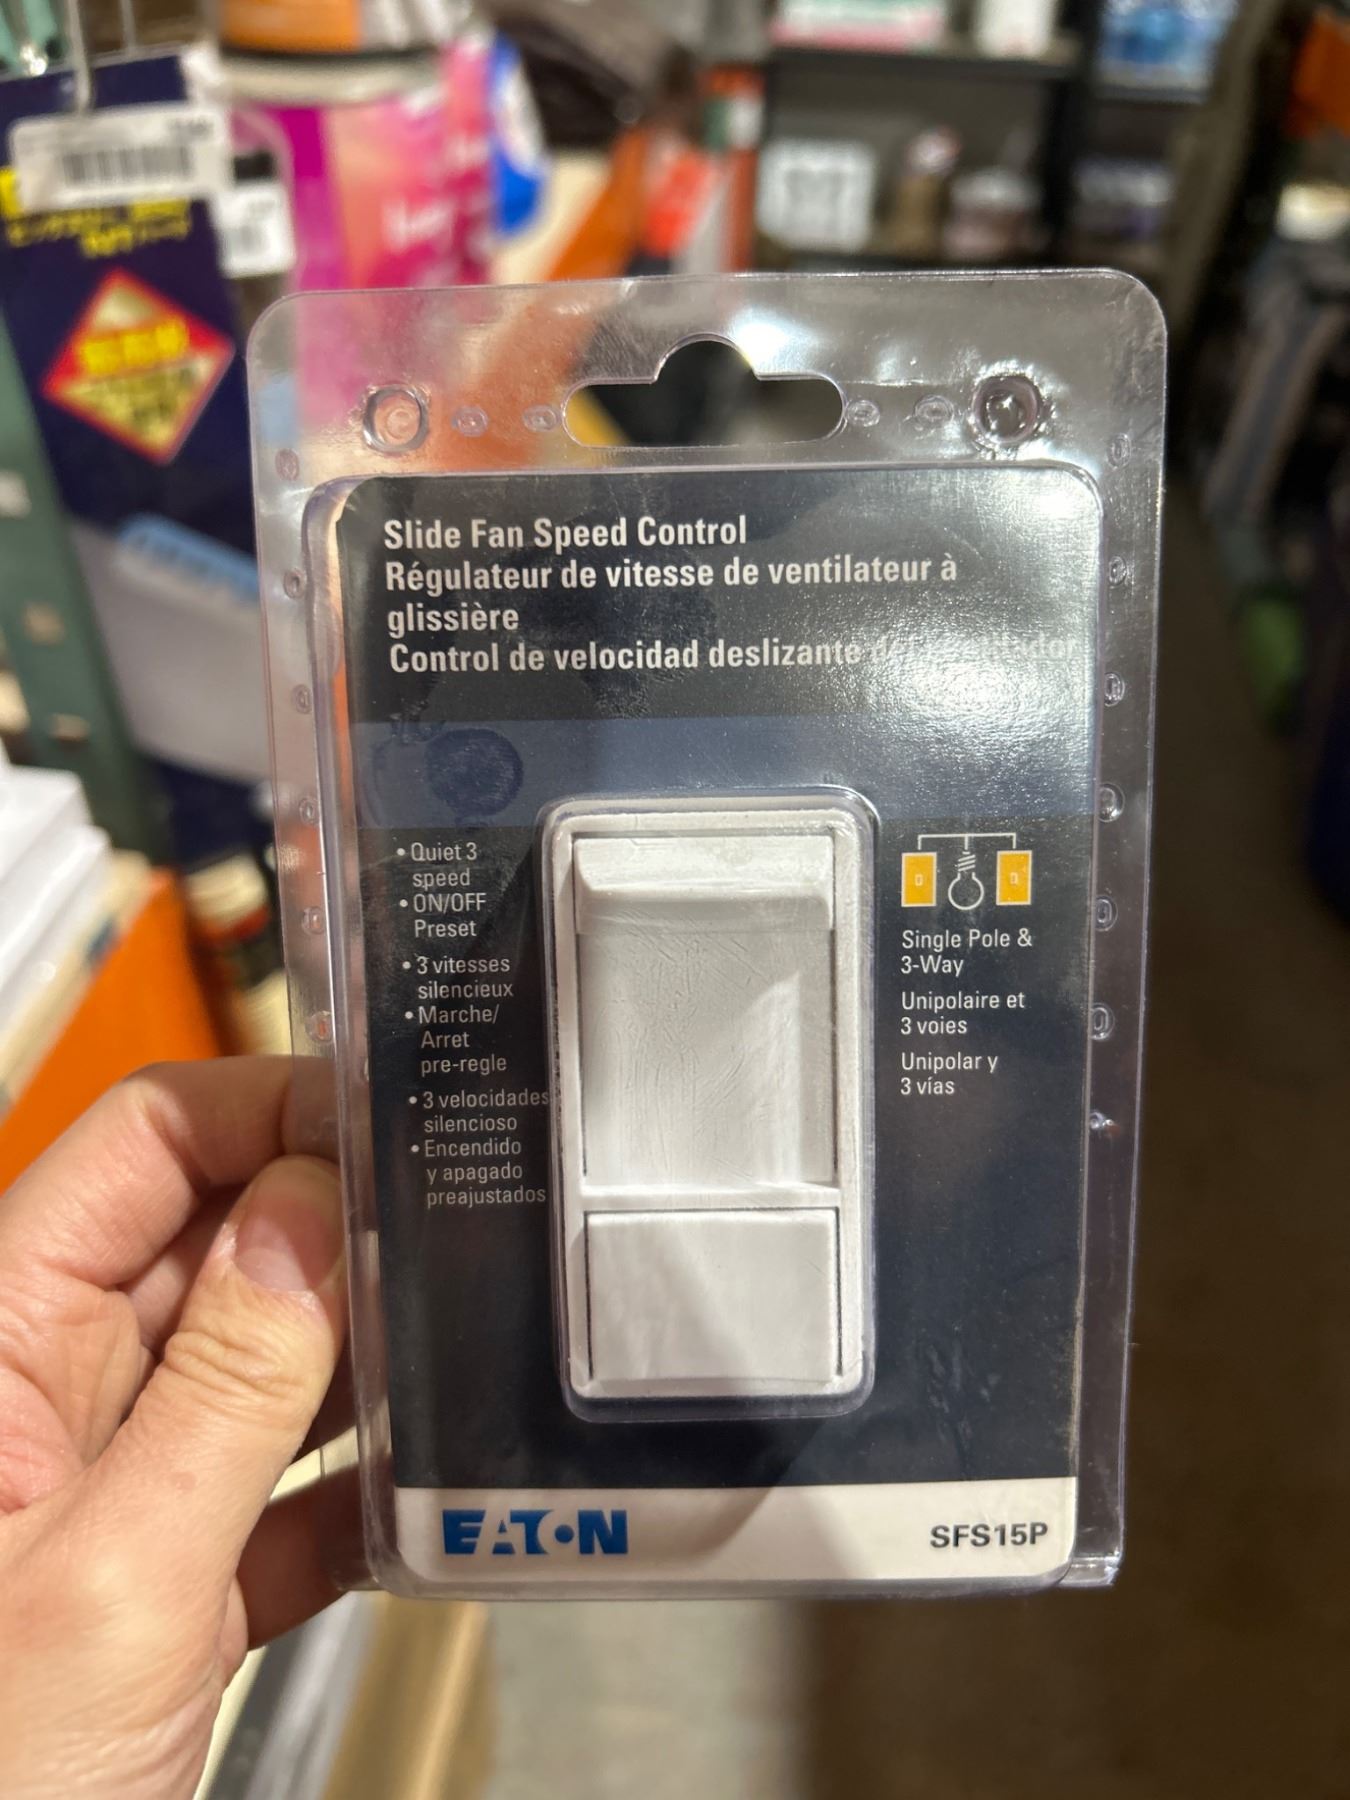 Slide Fan Speed Control
Régulateur de vitesse de ventilateur à
glissière
Control de velocidad deslizante del ventilador
• Quiet 3
speed
• ON/OFF
Preset
• 3 vitesses
silencieux
• Marche/
Arret
pre-regle
• 3 velocidades
silencioso
• Encendido
y apagado
preajustados
Single Pole &
3-Way
Unipolaire et
3 voies
Unipolar y
3 vías
EATON
SFS15P